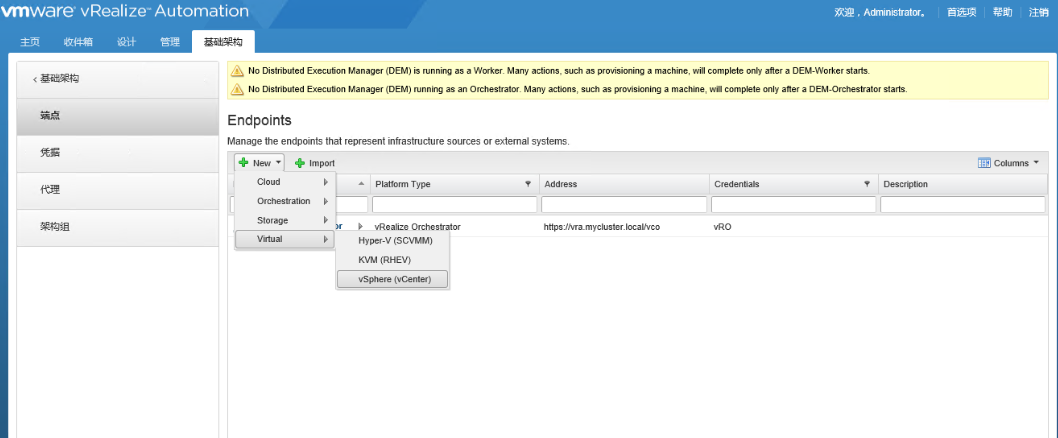 vmware vRealize™ Automation
欢迎，Administrator。 首选项 帮助 注销
主页 收件箱 设计 管理 基础架构
< 基础架构
端点
凭据
代理
架构组
No Distributed Execution Manager (DEM) is running as a Worker. Many actions, such as provisioning a machine, will complete only after a DEM-Worker starts.
No Distributed Execution Manager (DEM) running as an Orchestrator. Many actions, such as provisioning a machine, will complete only after a DEM-Orchestrator starts.
Endpoints
Manage the endpoints that represent infrastructure sources or external systems.
New Import Columns
Platform Type Address Credentials Description
Cloud
Orchestration
Storage
Virtual
or vRealize Orchestrator https://vra.mycluster.local/vco vRO
Hyper-V (SCVMM)
KVM (RHEV)
vSphere (vCenter)